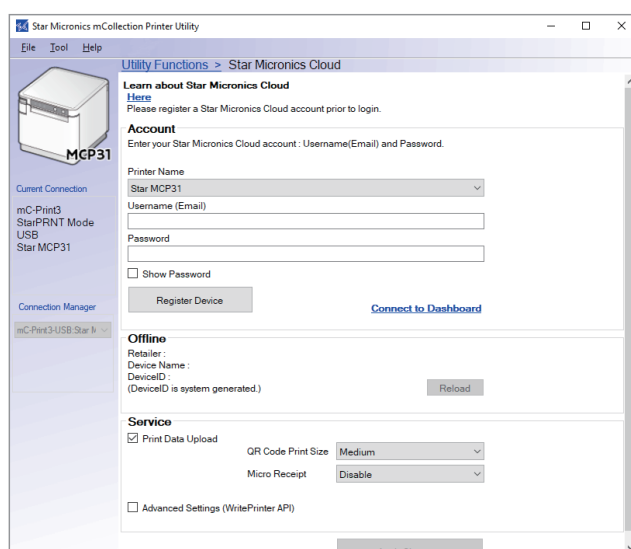 Star Micronics mCollection Printer Utility
File Tool Help
Utility Functions > Star Micronics Cloud
MCP31
Current Connection
mC-Print3
StarPRNT Mode
USB
Star MCP31
Connection Manager
mC-Print3-USB:Star M
Learn about Star Micronics Cloud
Here
Please register a Star Micronics Cloud account prior to login.
Account
Enter your Star Micronics Cloud account : Username(Email) and Password.
Printer Name
Star MCP31
Username (Email)
Password
Show Password
Register Device
Connect to Dashboard
Offline
Retailer :
Device Name :
DeviceID :
(DeviceID is system generated.)
Reload
Service
Print Data Upload
QR Code Print Size Medium
Micro Receipt Disable
Advanced Settings (WritePrinter API)